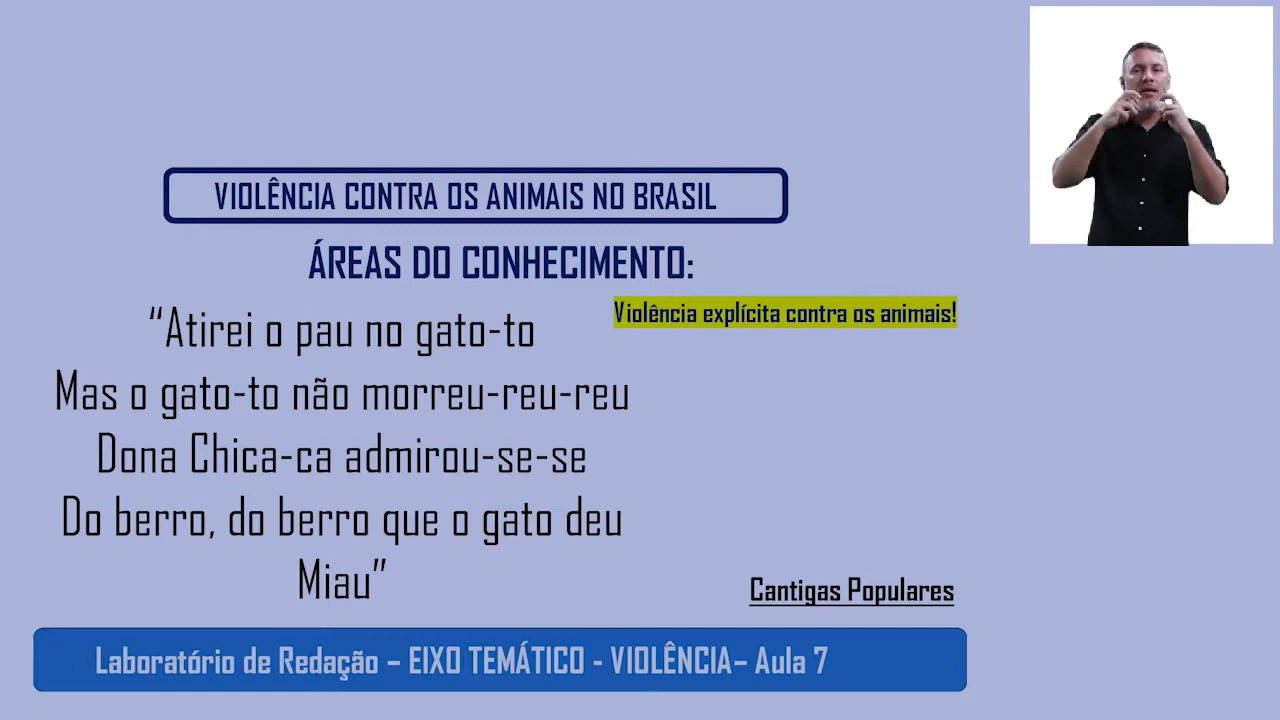 VIOLÊNCIA CONTRA OS ANIMAIS NO BRASIL
ÁREAS DO CONHECIMENTO:
Violência explícita contra os animais!
“Atirei o pau no gato-to
Mas o gato-to não morreu-reu-reu
Dona Chica-ca admirou-se-se
Do berro, do berro que o gato deu
Miau”
Cantigas Populares
Laboratório de Redação – EIXO TEMÁTICO - VIOLÊNCIA– Aula 7